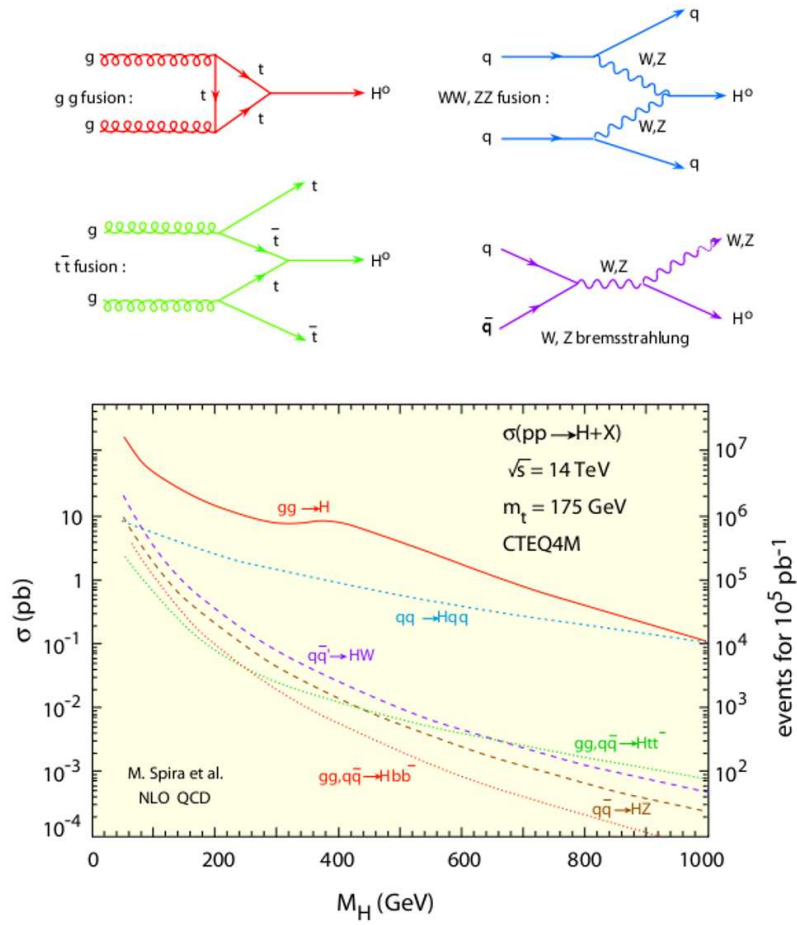 g
t
g g fusion :
t
H⁰
t
g
q
q
W,Z
WW, ZZ fusion :
H⁰
W,Z
q
q
t
g
t̄
t t̄ fusion :
H⁰
t
g
t̄
q
W,Z
W,Z
q̄
H⁰
W, Z bremsstrahlung
σ(pp →H+X)
√s = 14 TeV
m_t = 175 GeV
CTEQ4M
gg →H
qq →Hqq
qq̄'→HW
gg,qq̄→Htt̄
gg,qq̄→Hbb̄
qq̄→HZ
M. Spira et al.
NLO QCD
σ (pb)
10
1
10⁻¹
10⁻²
10⁻³
10⁻⁴
10⁷
10⁶
10⁵
10⁴
10³
10²
events for 10⁵ pb⁻¹
0 200 400 600 800 1000
M_H (GeV)